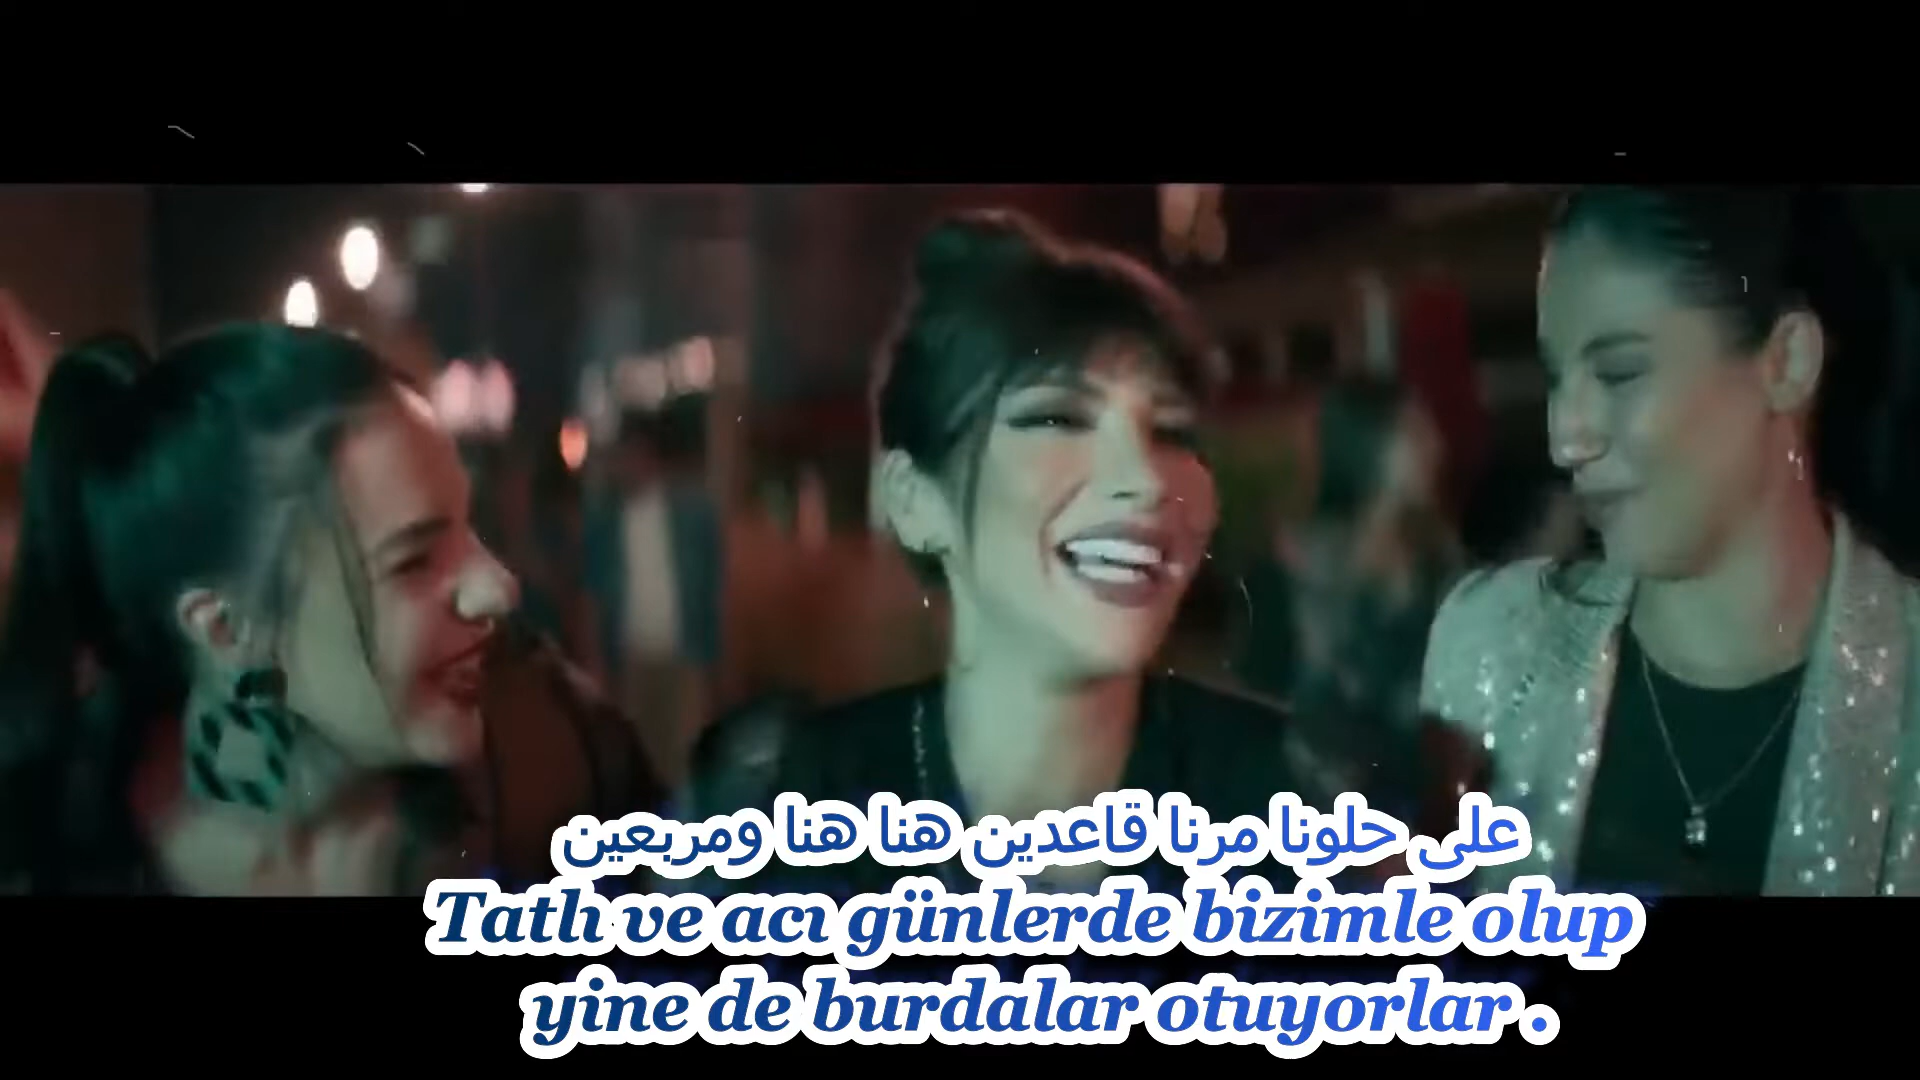 على حلونا مرنا قاعدين هنا هنا ومربعين
Tatlı ve acı günlerde bizimle olup
yine de burdalar otuyorlar .